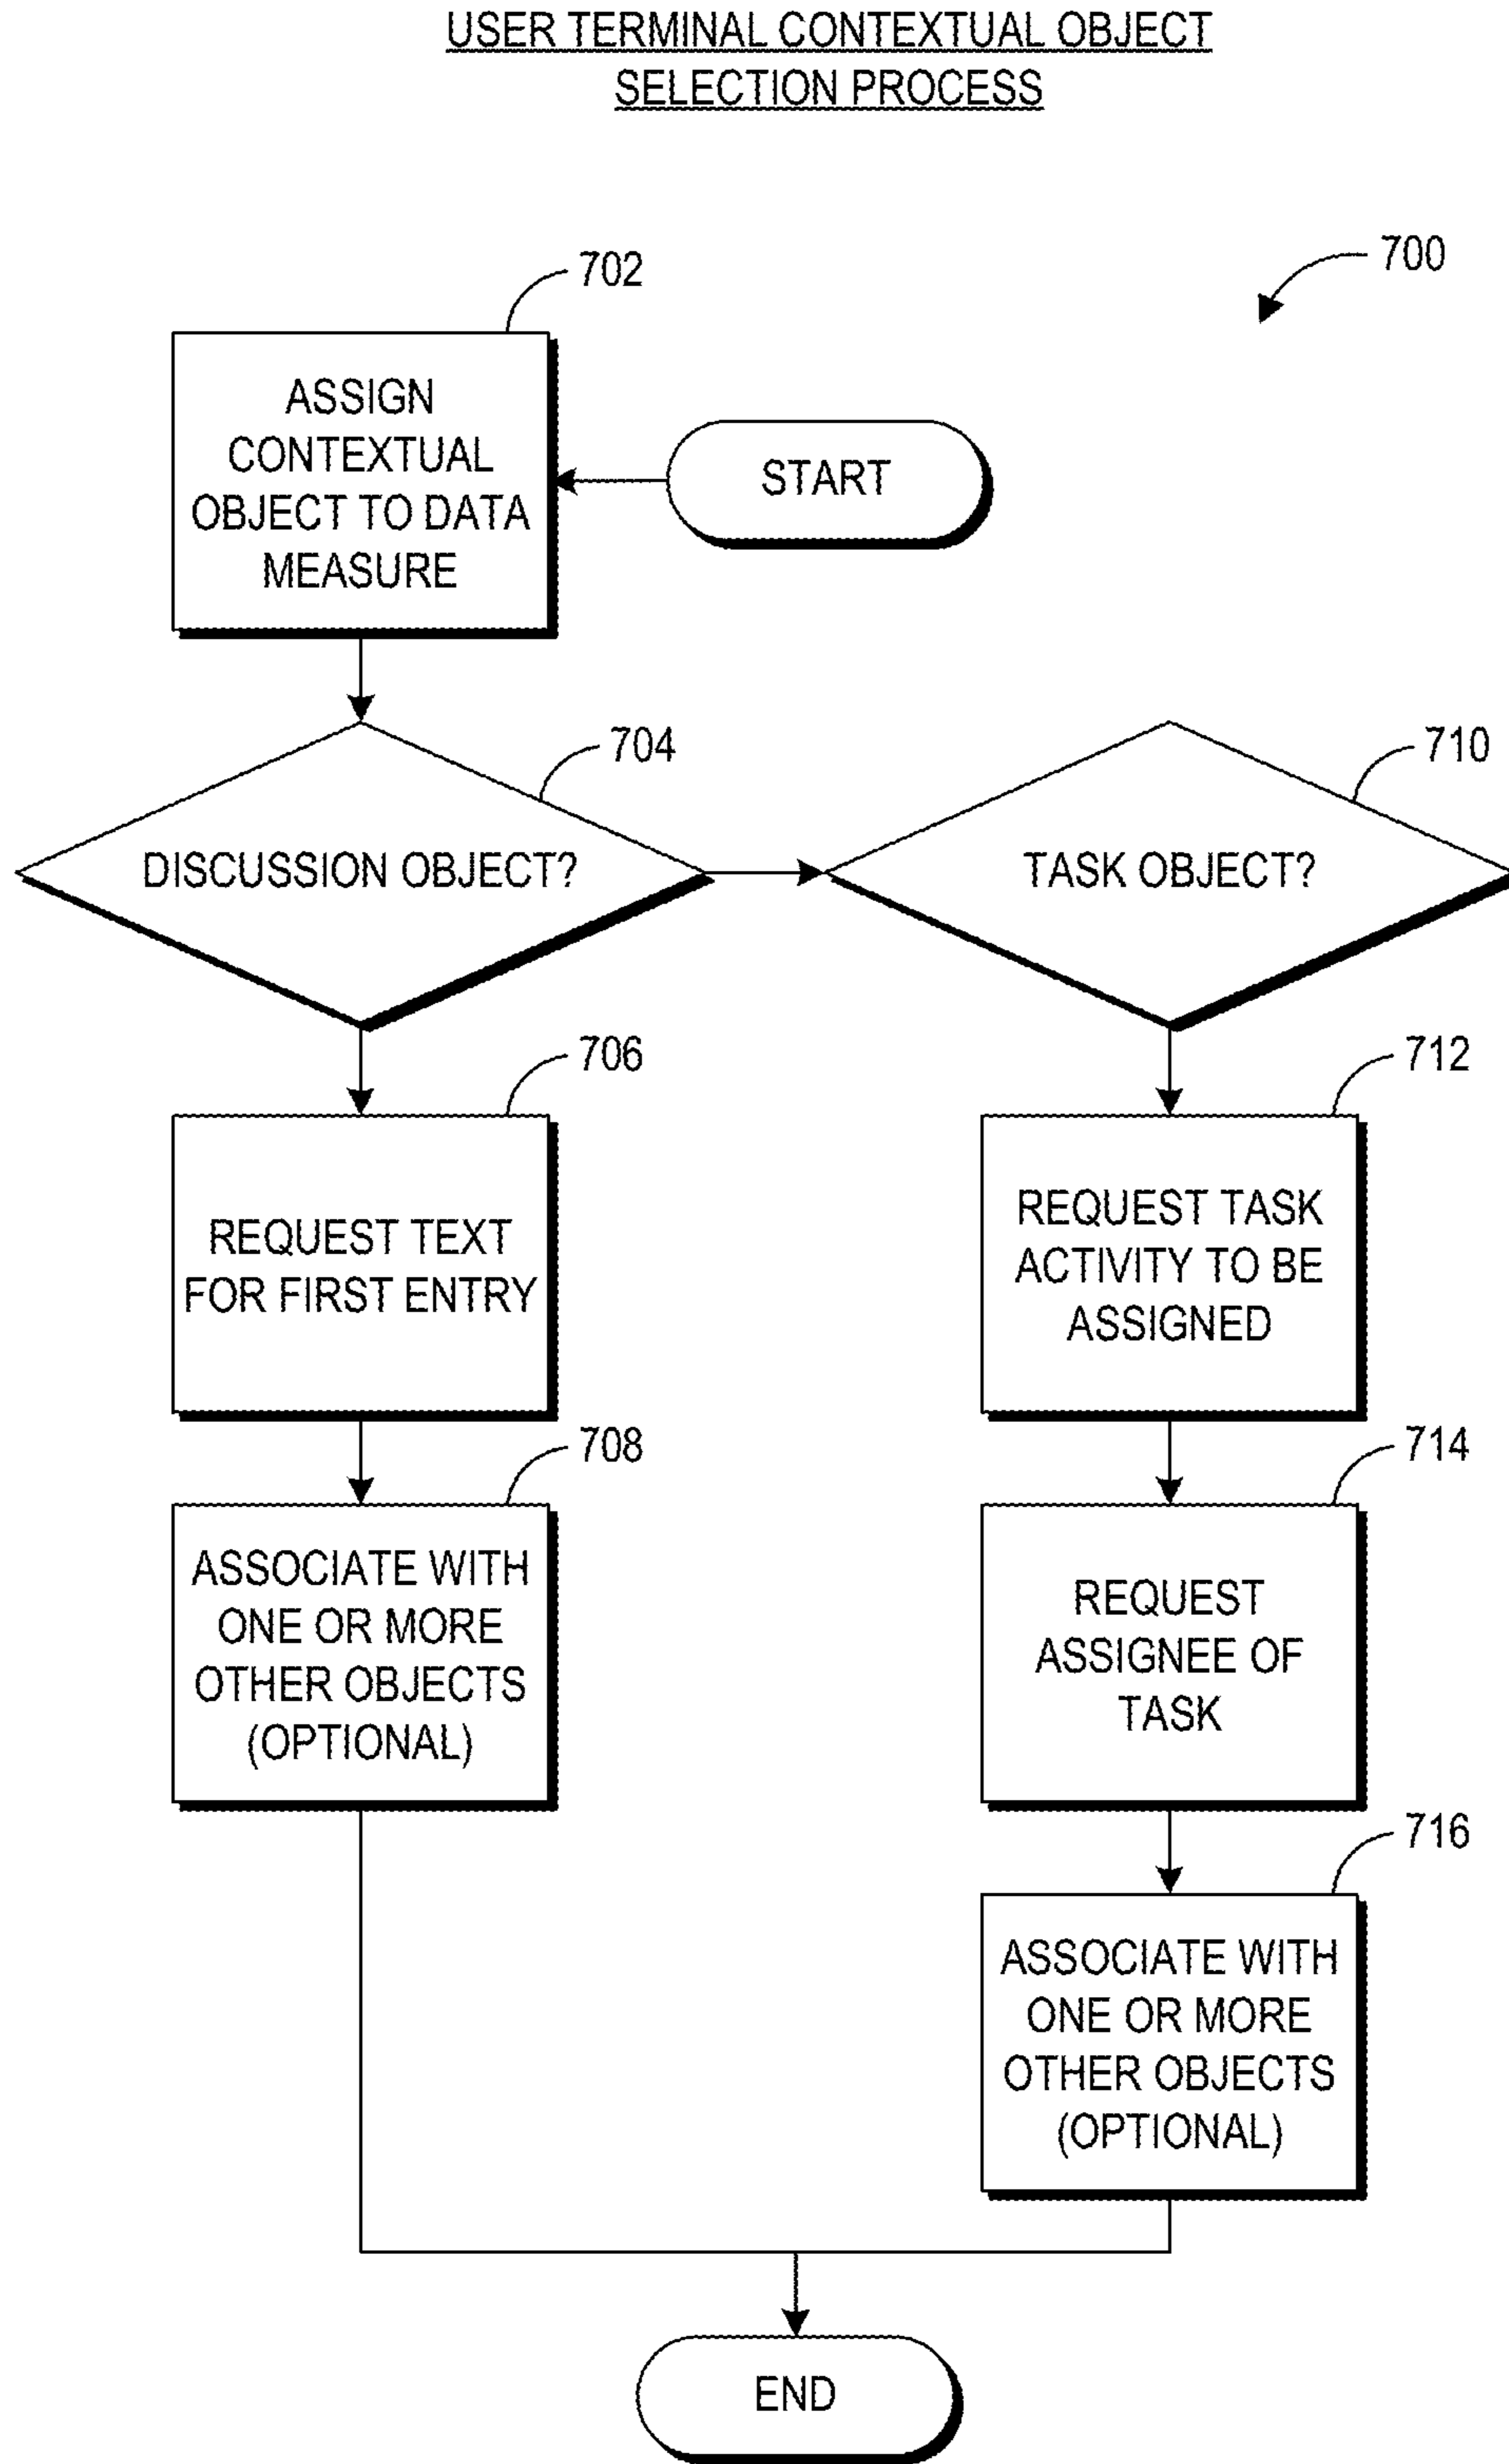 USER TERMINAL CONTEXTUAL OBJECT
SELECTION PROCESS
700
702
ASSIGN
CONTEXTUAL
OBJECT TO DATA
MEASURE
START
704
DISCUSSION OBJECT?
710
TASK OBJECT?
706
REQUEST TEXT
FOR FIRST ENTRY
712
REQUEST TASK
ACTIVITY TO BE
ASSIGNED
708
ASSOCIATE WITH
ONE OR MORE
OTHER OBJECTS
(OPTIONAL)
714
REQUEST
ASSIGNEE OF
TASK
716
ASSOCIATE WITH
ONE OR MORE
OTHER OBJECTS
(OPTIONAL)
END